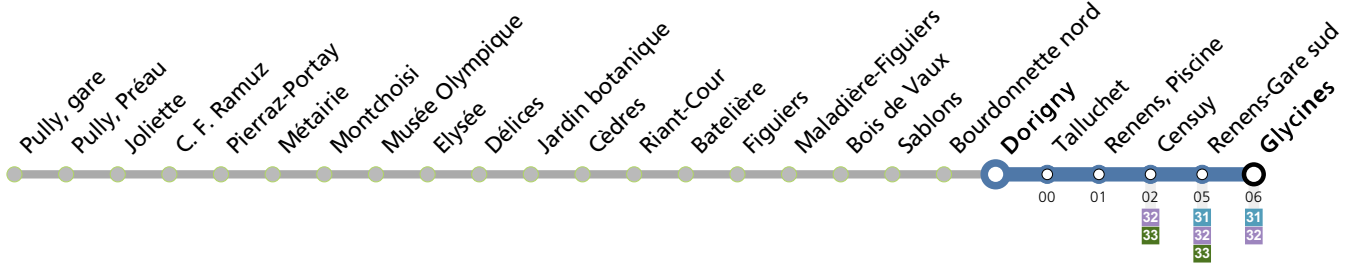 Pully, gare
Pully, Préau
Joliette
C. F. Ramuz
Pierraz-Portay
Métairie
Montchoisi
Musée Olympique
Elysée
Délices
Jardin botanique
Cèdres
Riant-Cour
Batelière
Figuiers
Maladière-Figuiers
Bois de Vaux
Sablons
Bourdonnette nord
Dorigny
Talluchet
Renens, Piscine
Censuy
Renens-Gare sud
Glycines
00 01 02 05 06
32 31 31
33 32 32
33